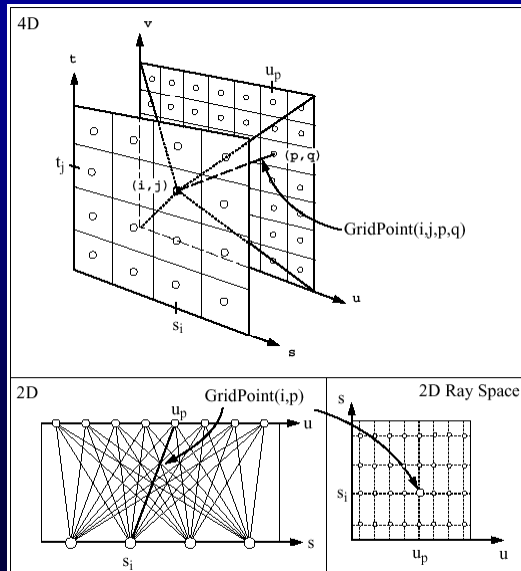 4D
v
t
u_p
t_j
(i,j)
(p,q)
GridPoint(i,j,p,q)
u
s_i
s
2D
GridPoint(i,p)
u_p
u
s_i
s
2D Ray Space
s
s_i
u_p
u